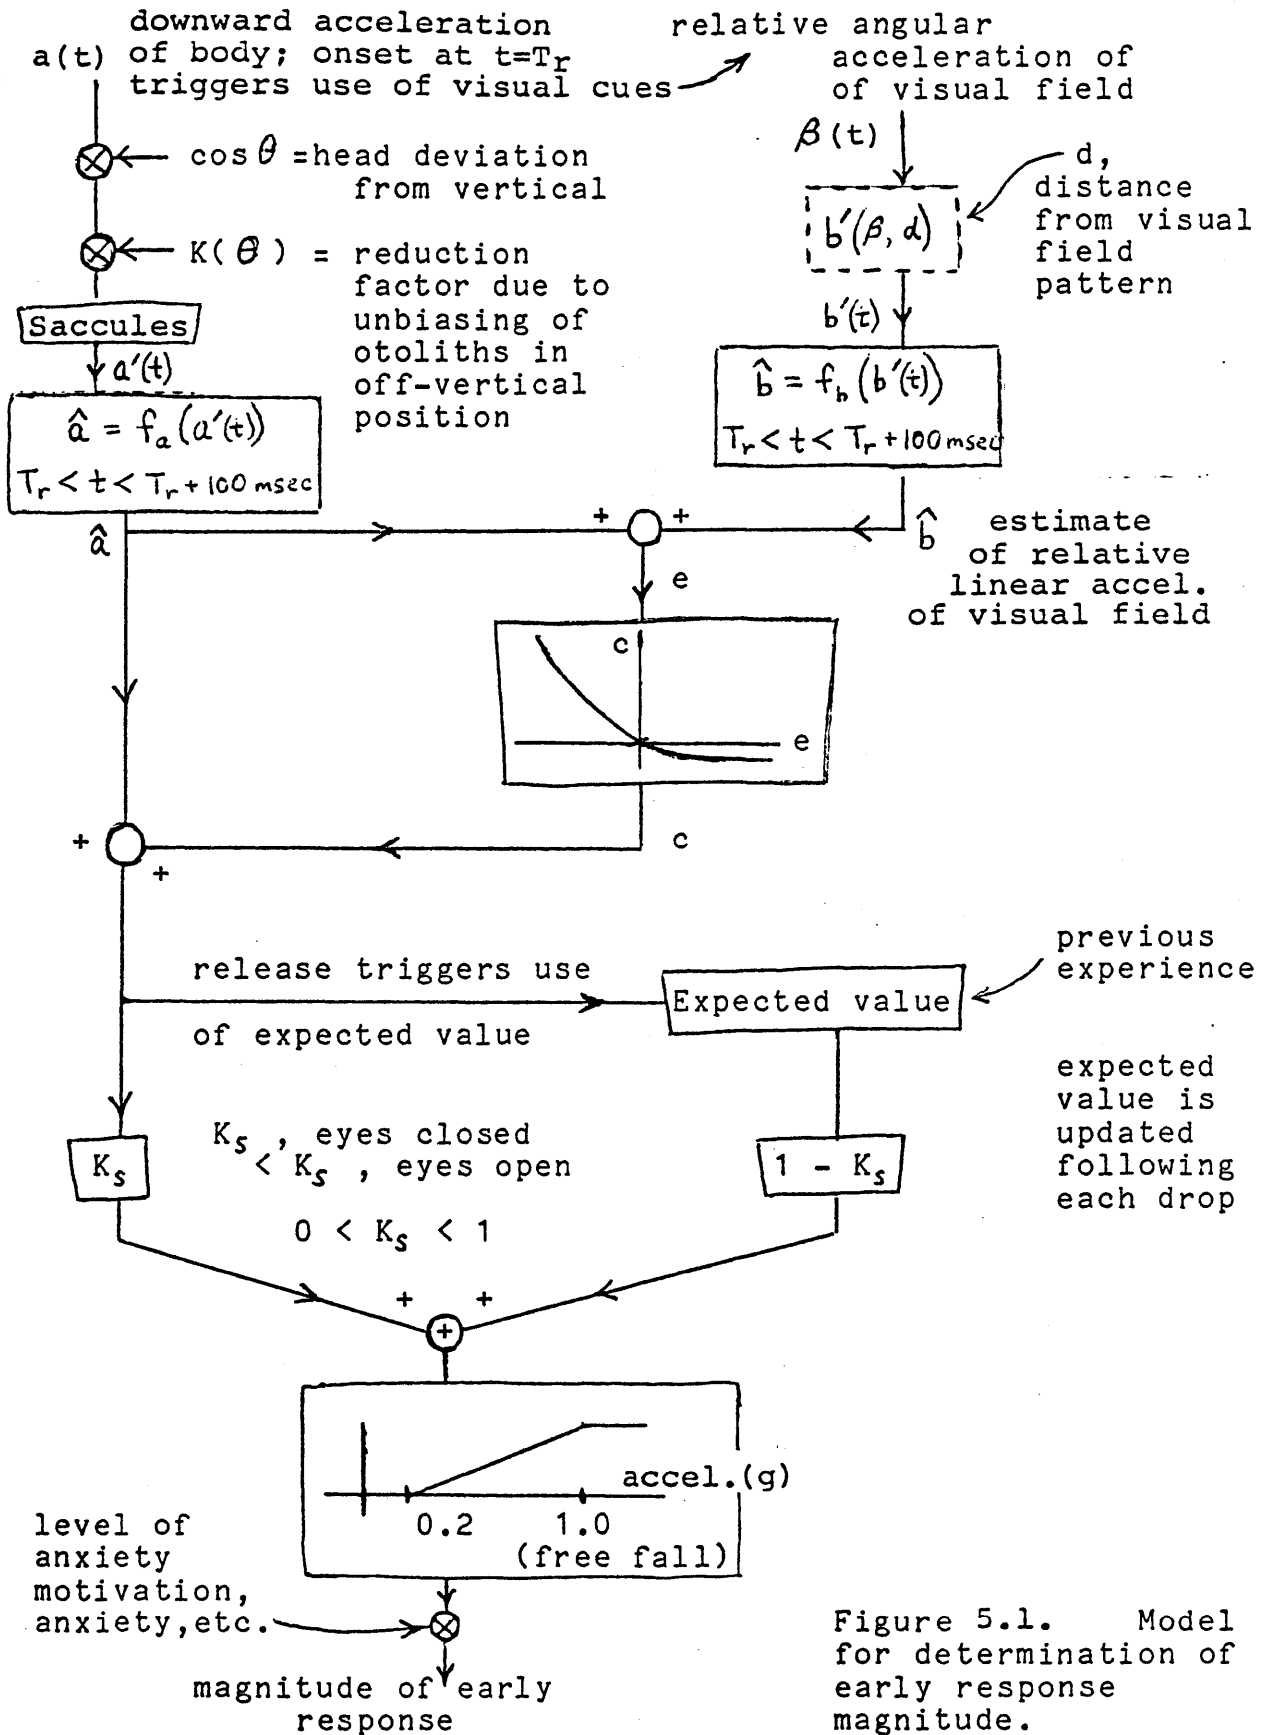 downward acceleration
a(t) of body; onset at t=Tr
triggers use of visual cues
relative angular
acceleration of
of visual field
β(t)
cos θ =head deviation
from vertical
d,
distance
from visual
field
pattern
b′(β, d)
K(θ) = reduction
factor due to
unbiasing of
otoliths in
off-vertical
position
Saccules
a′(t)
b′(t)
â = fa(a′(t))
Tr < t < Tr + 100 msec
b̂ = fb(b′(t))
Tr < t < Tr + 100 msec
â
+ +
b̂
estimate
of relative
linear accel.
of visual field
e
c
e
+
c
+
release triggers use
of expected value
Expected value
previous
experience
expected
value is
updated
following
each drop
Ks
Ks , eyes closed
< Ks , eyes open
0 < Ks < 1
1 - Ks
+ +
+
accel.(g)
0.2 1.0
(free fall)
level of
anxiety
motivation,
anxiety,etc.
magnitude of early
response
Figure 5.1. Model
for determination of
early response
magnitude.